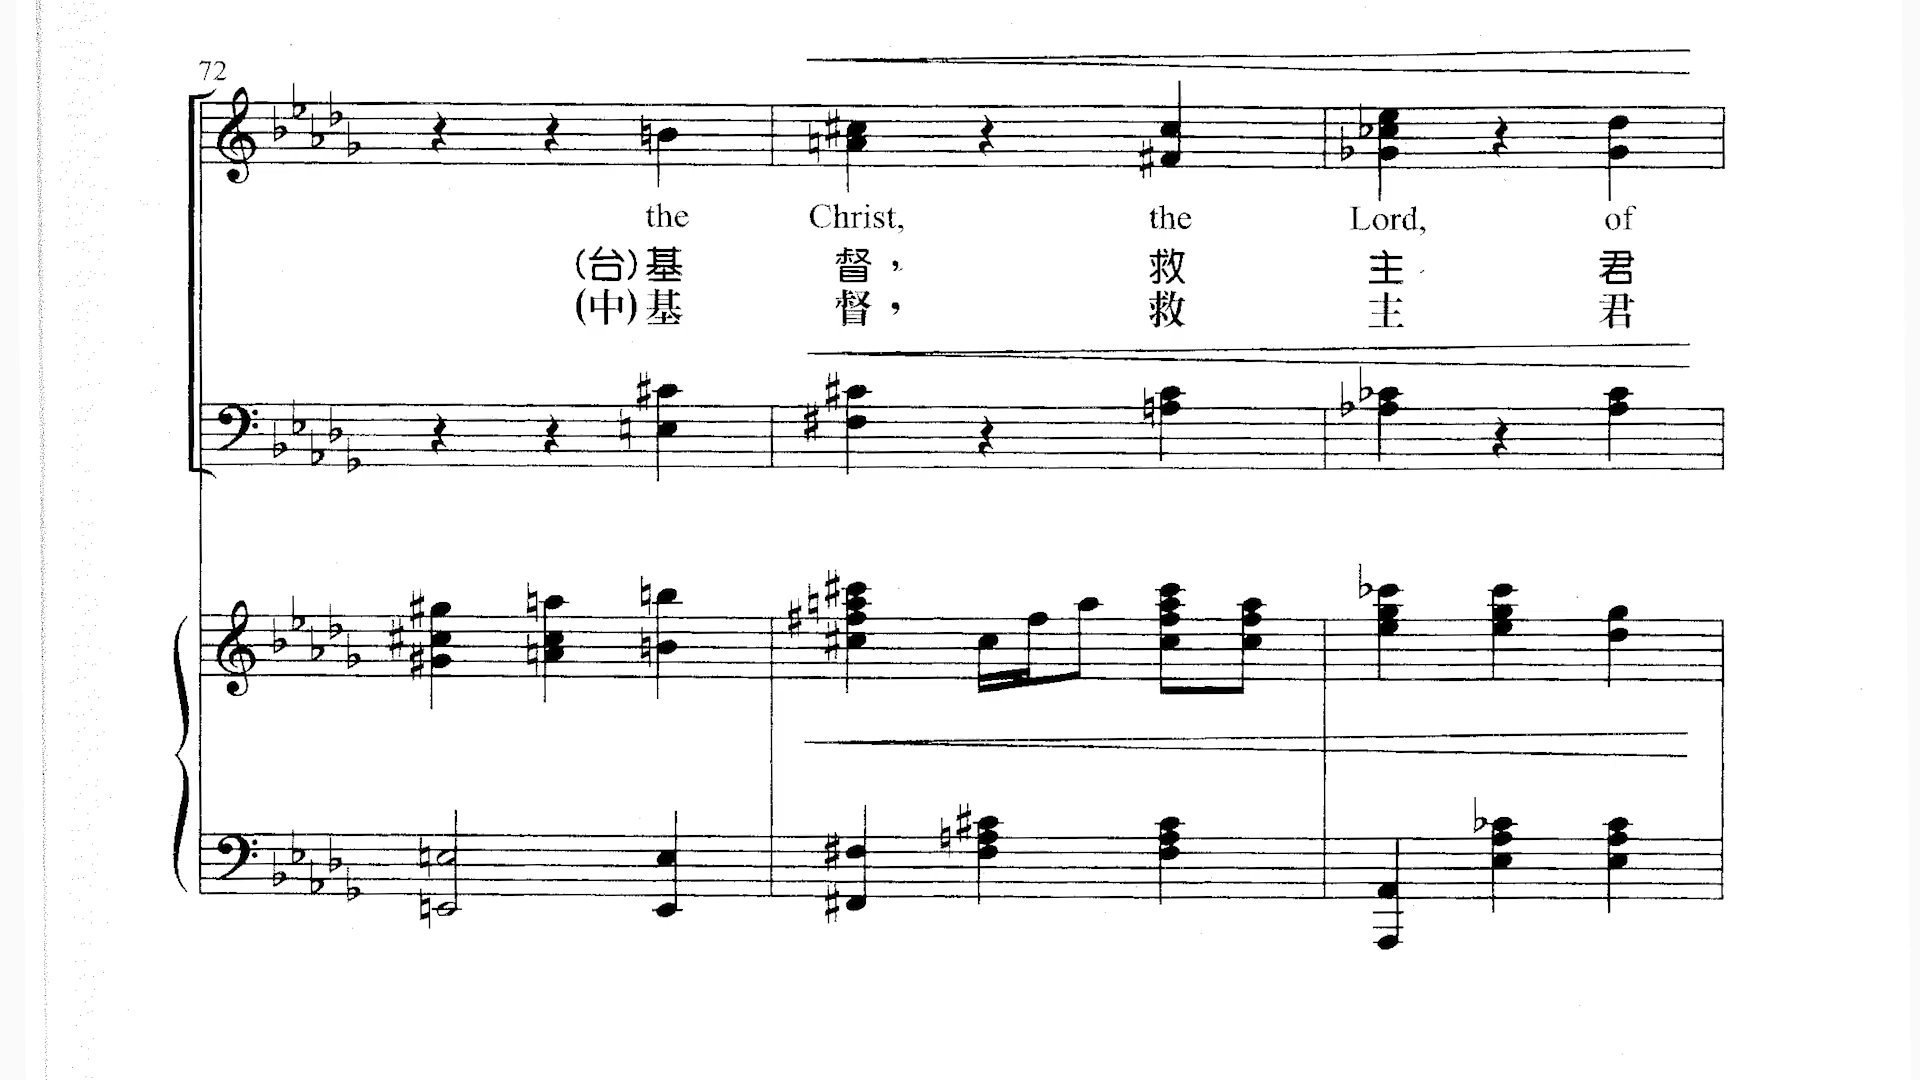 72
the Christ, the Lord, of
(台)基 督， 救 主 君
(中)基 督， 救 主 君